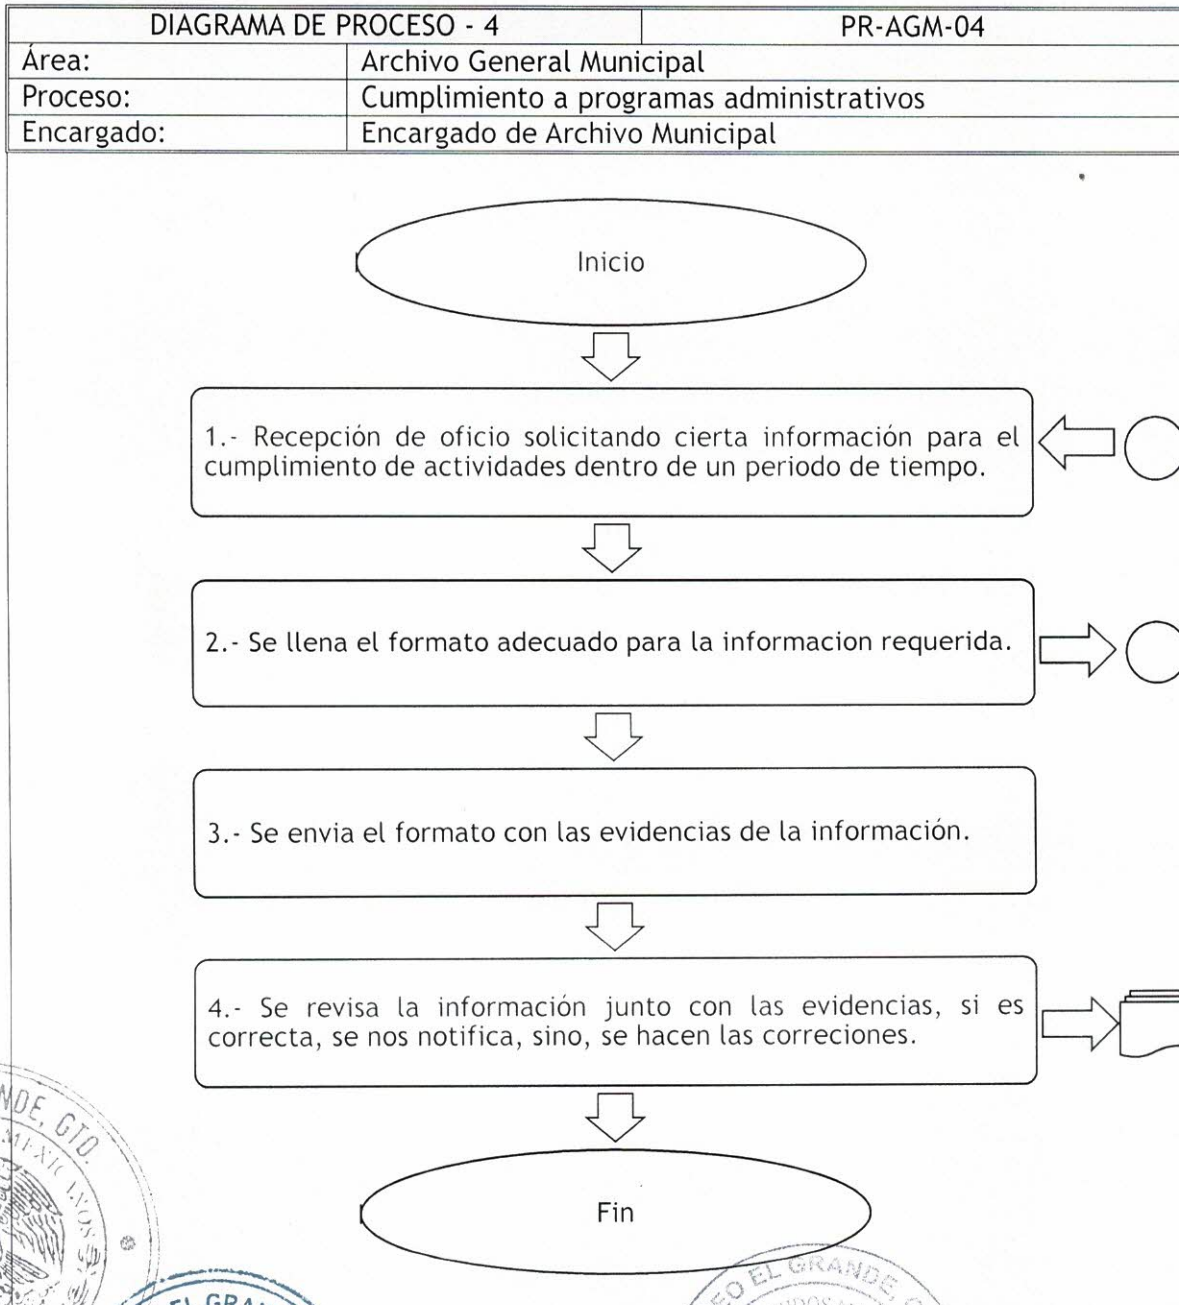 DIAGRAMA DE PROCESO - 4 PR-AGM-04
Área: Archivo General Municipal
Proceso: Cumplimiento a programas administrativos
Encargado: Encargado de Archivo Municipal
Inicio
1.- Recepción de oficio solicitando cierta información para el
cumplimiento de actividades dentro de un periodo de tiempo.
2.- Se llena el formato adecuado para la informacion requerida.
3.- Se envia el formato con las evidencias de la información.
4.- Se revisa la información junto con las evidencias, si es
correcta, se nos notifica, sino, se hacen las correciones.
Fin
GTO.
EL GRANDE,